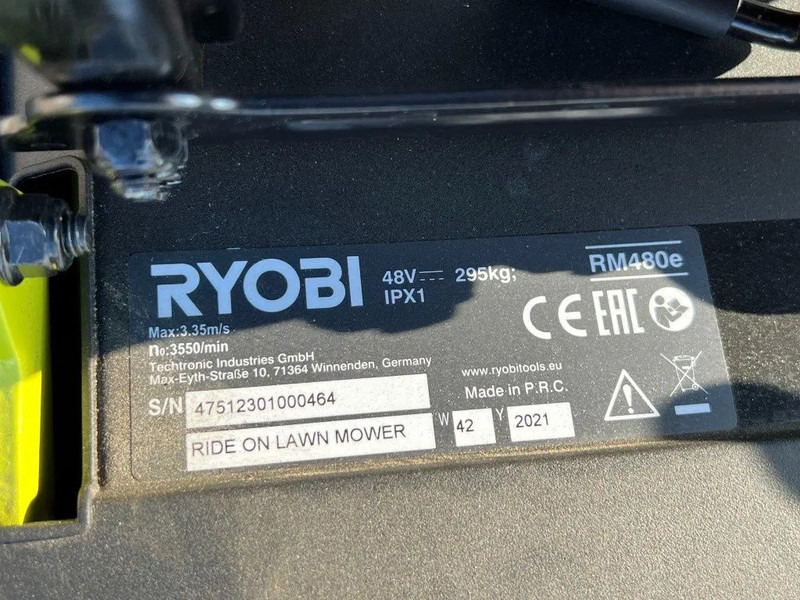 RYOBI
48V 295kg;
IPX1
RM480e
Max:3.35m/s
n₀:3550/min
CE EAC
Techtronic Industries GmbH
Max-Eyth-Straße 10, 71364 Winnenden, Germany
www.ryobitools.eu
Made in P.R.C.
S/N 47512301000464
RIDE ON LAWN MOWER
W 42 Y 2021